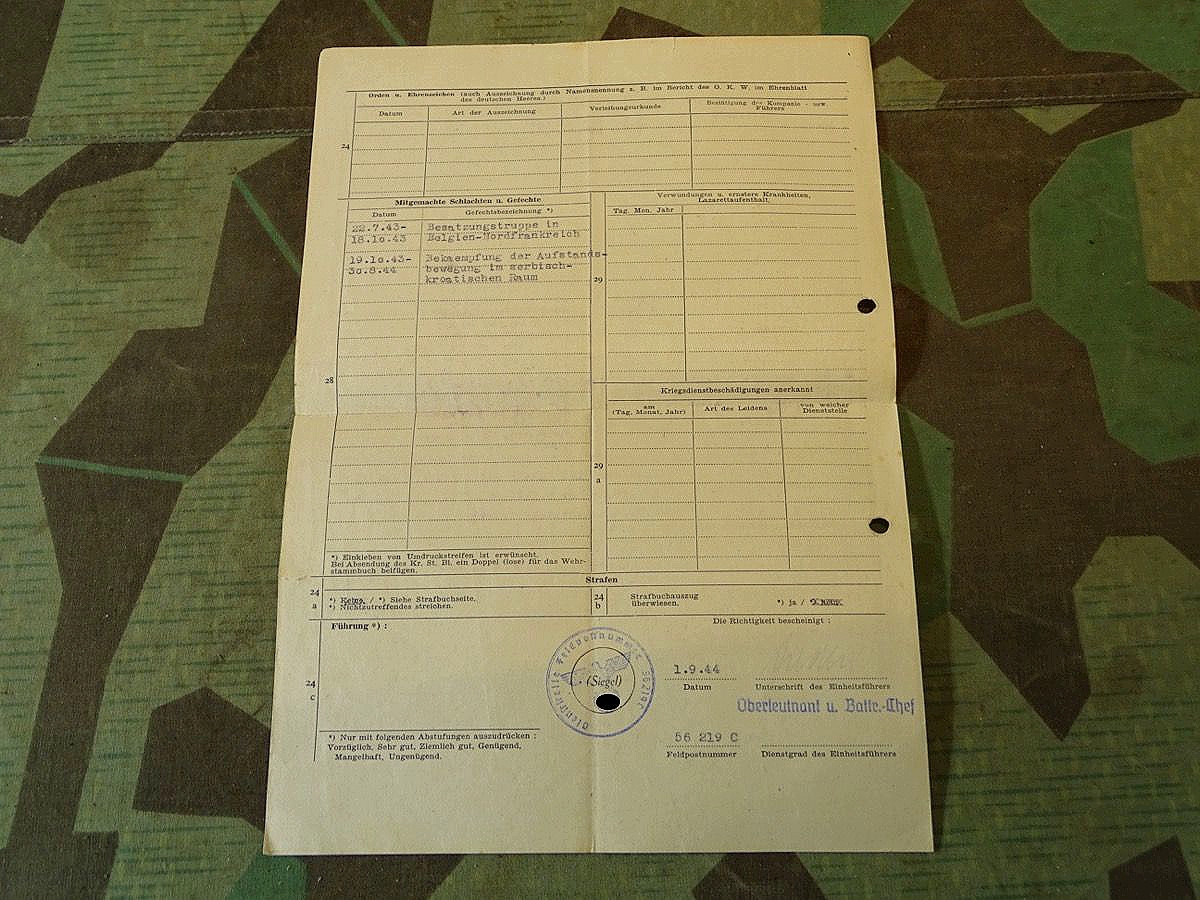 Orden u. Ehrenzeichen (auch Auszeichnung durch Namensnennung z. B. im Bericht des O. K. W. im Ehrenblatt
des deutschen Heeres.)
Datum
Art der Auszeichnung
Verleihungsurkunde
Bestätigung des Kompanie - usw.
Führers
24
Mitgemachte Schlachten u. Gefechte
Datum
Gefechtsbezeichnung *)
22.7.43-
18.10.43
Besatzungstruppe in
Belgien-Nordfrankreich
19.10.43-
30.8.44
Bekaempfung der Aufstands-
bewegung im serbisch-
kroatischen Raum
28
*) Einkleben von Umdruckstreifen ist erwünscht.
Bei Absendung des Kr. St. Bl. ein Doppel (lose) für das Wehr-
stammbuch beifügen.
Verwundungen u. ernstere Krankheiten,
Lazarettaufenthalt.
Tag. Mon. Jahr
29
Kriegsdienstbeschädigungen anerkannt
am
(Tag, Monat, Jahr)
Art des Leidens
von welcher
Dienststelle
29
a
Strafen
24
a
*) Keine. / *) Siehe Strafbuchseite.
*) Nichtzutreffendes streichen.
24
b
Strafbuchauszug
überwiesen.
*) ja /
24
c
Führung *) :
*) Nur mit folgenden Abstufungen auszudrücken :
Vorzüglich, Sehr gut, Ziemlich gut, Genügend,
Mangelhaft, Ungenügend.
Dienststelle Feldpostnummer
(Siegel)
Die Richtigkeit bescheinigt :
1.9.44
Datum
Unterschrift des Einheitsführers
Oberleutnant u. Battr.-Chef
56 219 C
Feldpostnummer
Dienstgrad des Einheitsführers